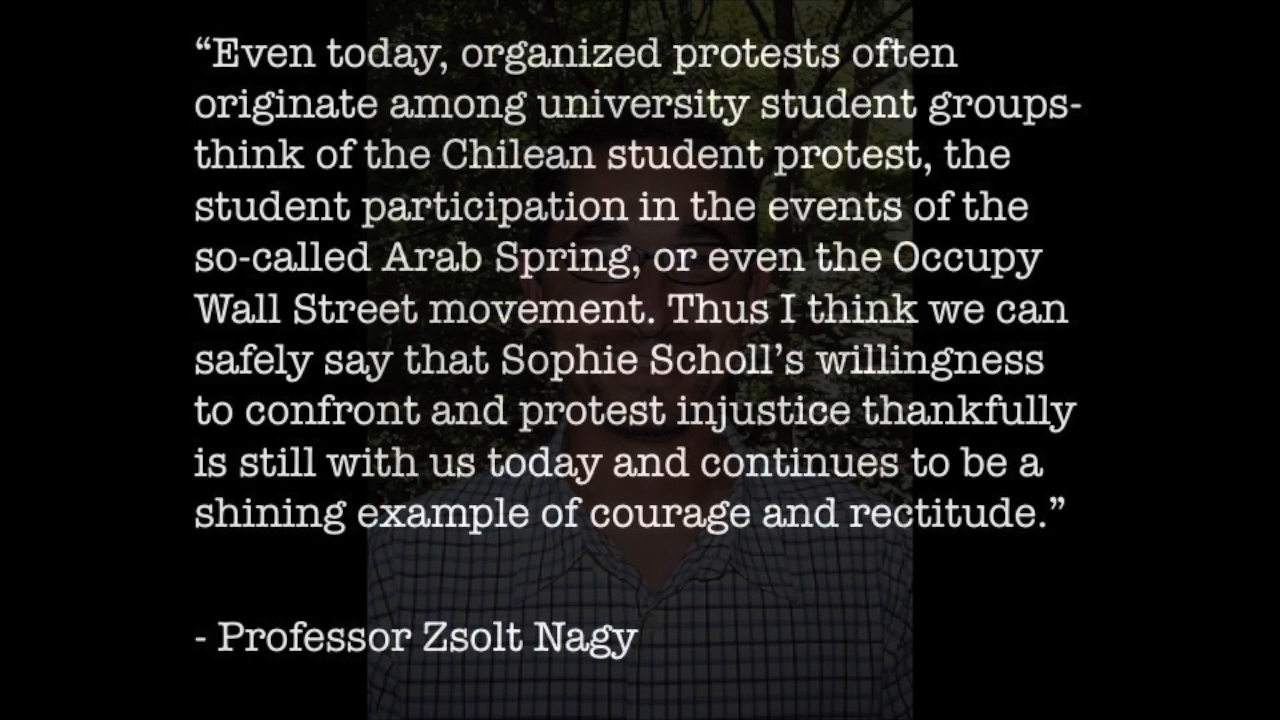 “Even today, organized protests often
originate among university student groups-
think of the Chilean student protest, the
student participation in the events of the
so-called Arab Spring, or even the Occupy
Wall Street movement. Thus I think we can
safely say that Sophie Scholl’s willingness
to confront and protest injustice thankfully
is still with us today and continues to be a
shining example of courage and rectitude.”
- Professor Zsolt Nagy